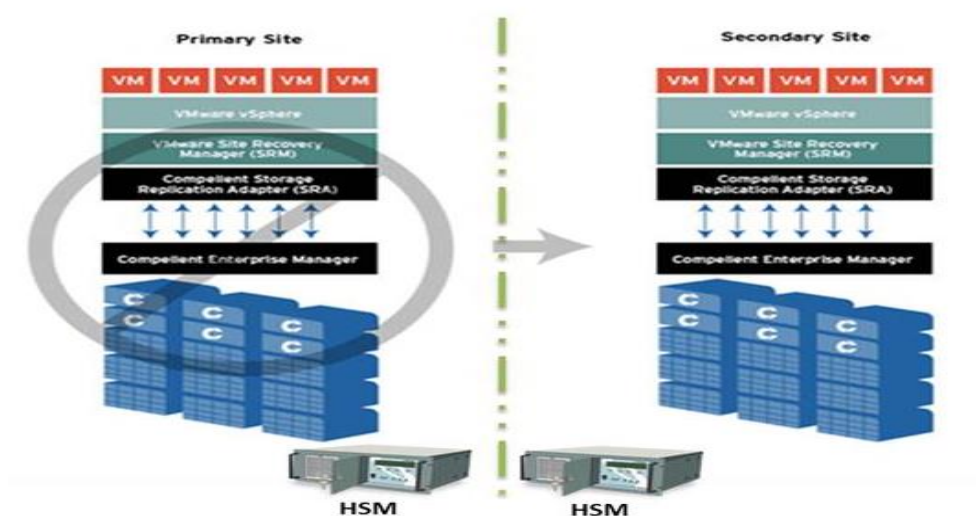 Primary Site
VM VM VM VM VM
VMware vSphere
VMware Site Recovery
Manager (SRM)
Compellent Storage
Replication Adapter (SRA)
Compellent Enterprise Manager
C
C
C
C
C
C
HSM
Secondary Site
VM VM VM VM VM
VMware vSphere
VMware Site Recovery
Manager (SRM)
Compellent Storage
Replication Adapter (SRA)
Compellent Enterprise Manager
C
C
C
C
C
C
HSM